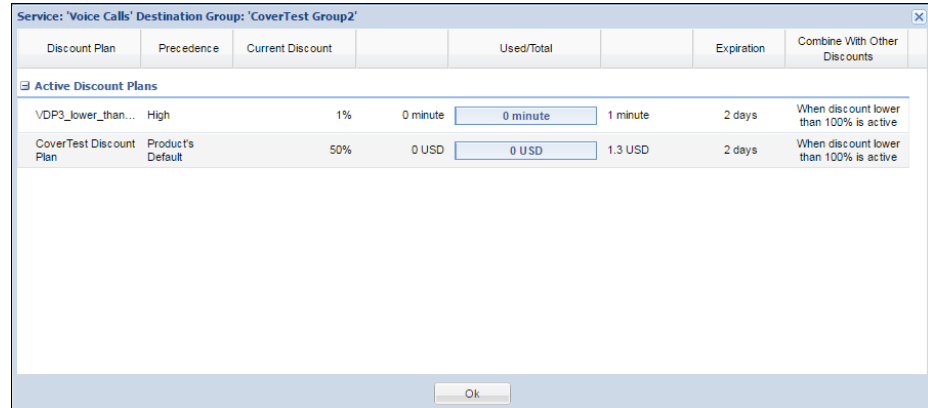 Service: 'Voice Calls' Destination Group: 'CoverTest Group2'
Discount Plan Precedence Current Discount Used/Total Expiration Combine With Other Discounts
Active Discount Plans
VDP3_lower_than... High 1% 0 minute 0 minute 1 minute 2 days When discount lower than 100% is active
CoverTest Discount Plan Product's Default 50% 0 USD 0 USD 1.3 USD 2 days When discount lower than 100% is active
Ok